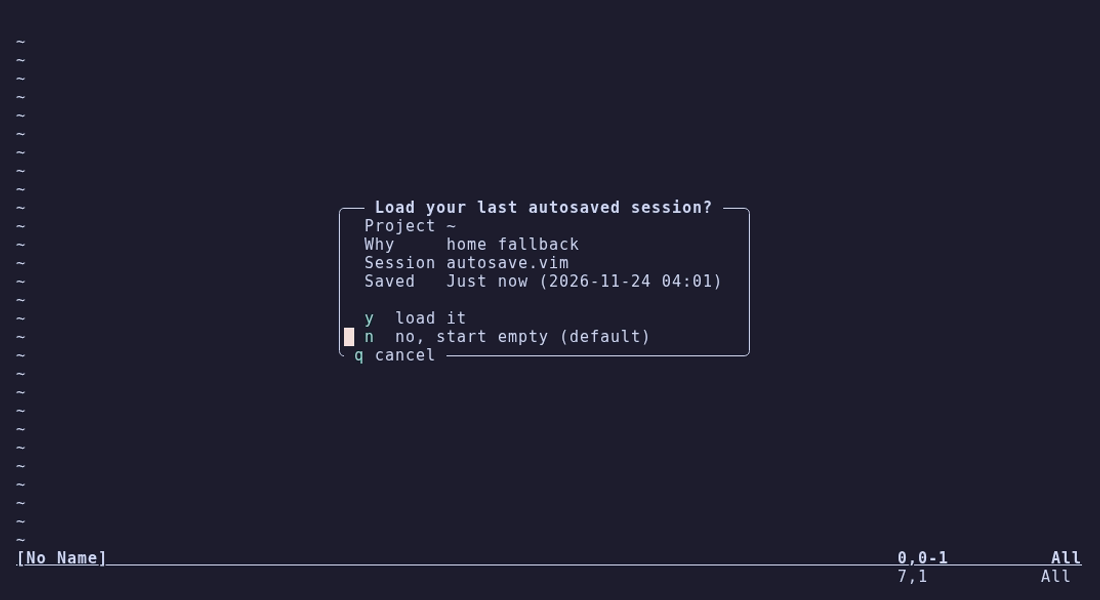 ~
~
~
~
~
~
~
~
~
~ Load your last autosaved session?
~ Project ~
~ Why home fallback
~ Session autosave.vim
~ Saved Just now (2026-11-24 04:01)
~
~ y load it
~ n no, start empty (default)
~ q cancel
~
~
~
~
~
~
~
~
~
~
[No Name] 0,0-1 All
7,1 All